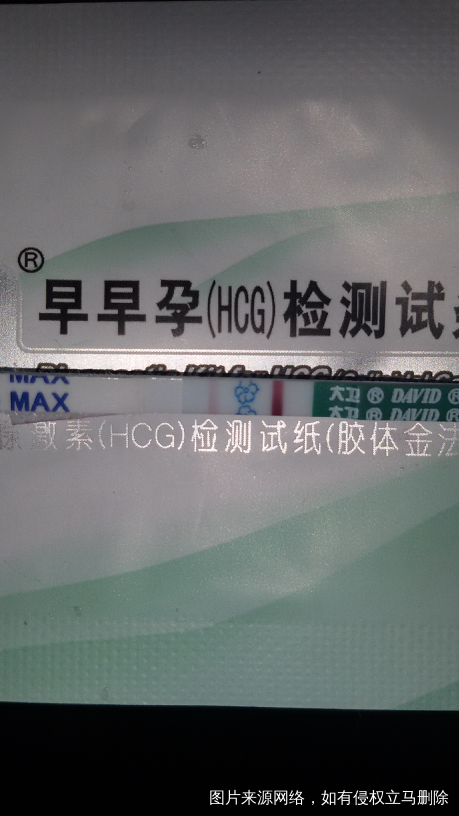 ®
早早孕(HCG)检测试
MAX
MAX
大卫® DAVID ®
大卫® DAVID ®
激素(HCG)检测试纸(胶体金法
图片来源网络，如有侵权立马删除